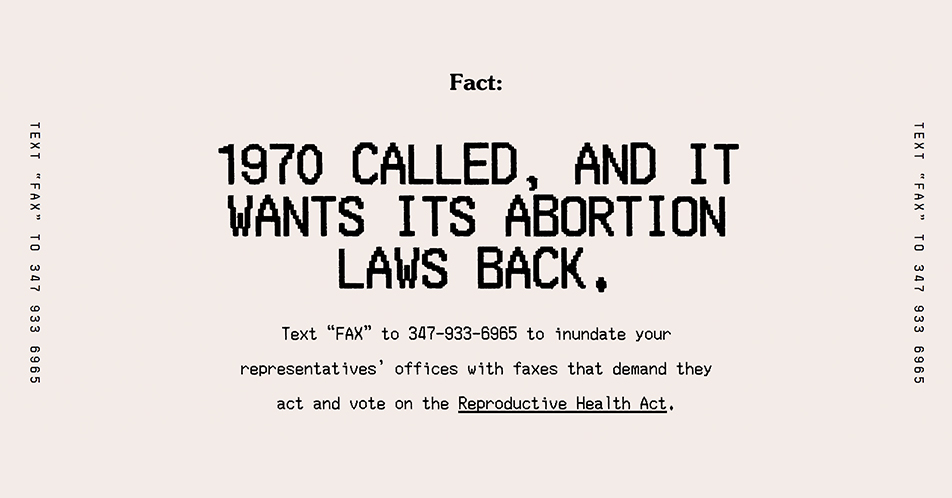 Fact:
1970 CALLED, AND IT
WANTS ITS ABORTION
LAWS BACK.
Text “FAX” to 347-933-6965 to inundate your
representatives’ offices with faxes that demand they
act and vote on the Reproductive Health Act.
TEXT “FAX” TO 347 933 6965
TEXT “FAX” TO 347 933 6965